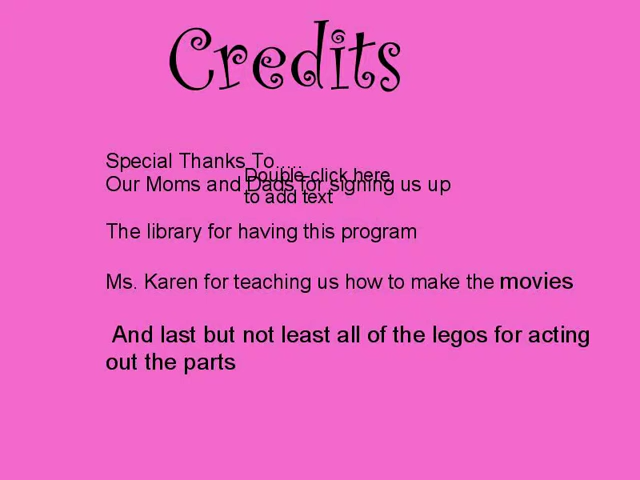 Credits
Special Thanks To.....
Double-click here
to add text
Our Moms and Dads for signing us up
The library for having this program
Ms. Karen for teaching us how to make the movies
And last but not least all of the legos for acting
out the parts